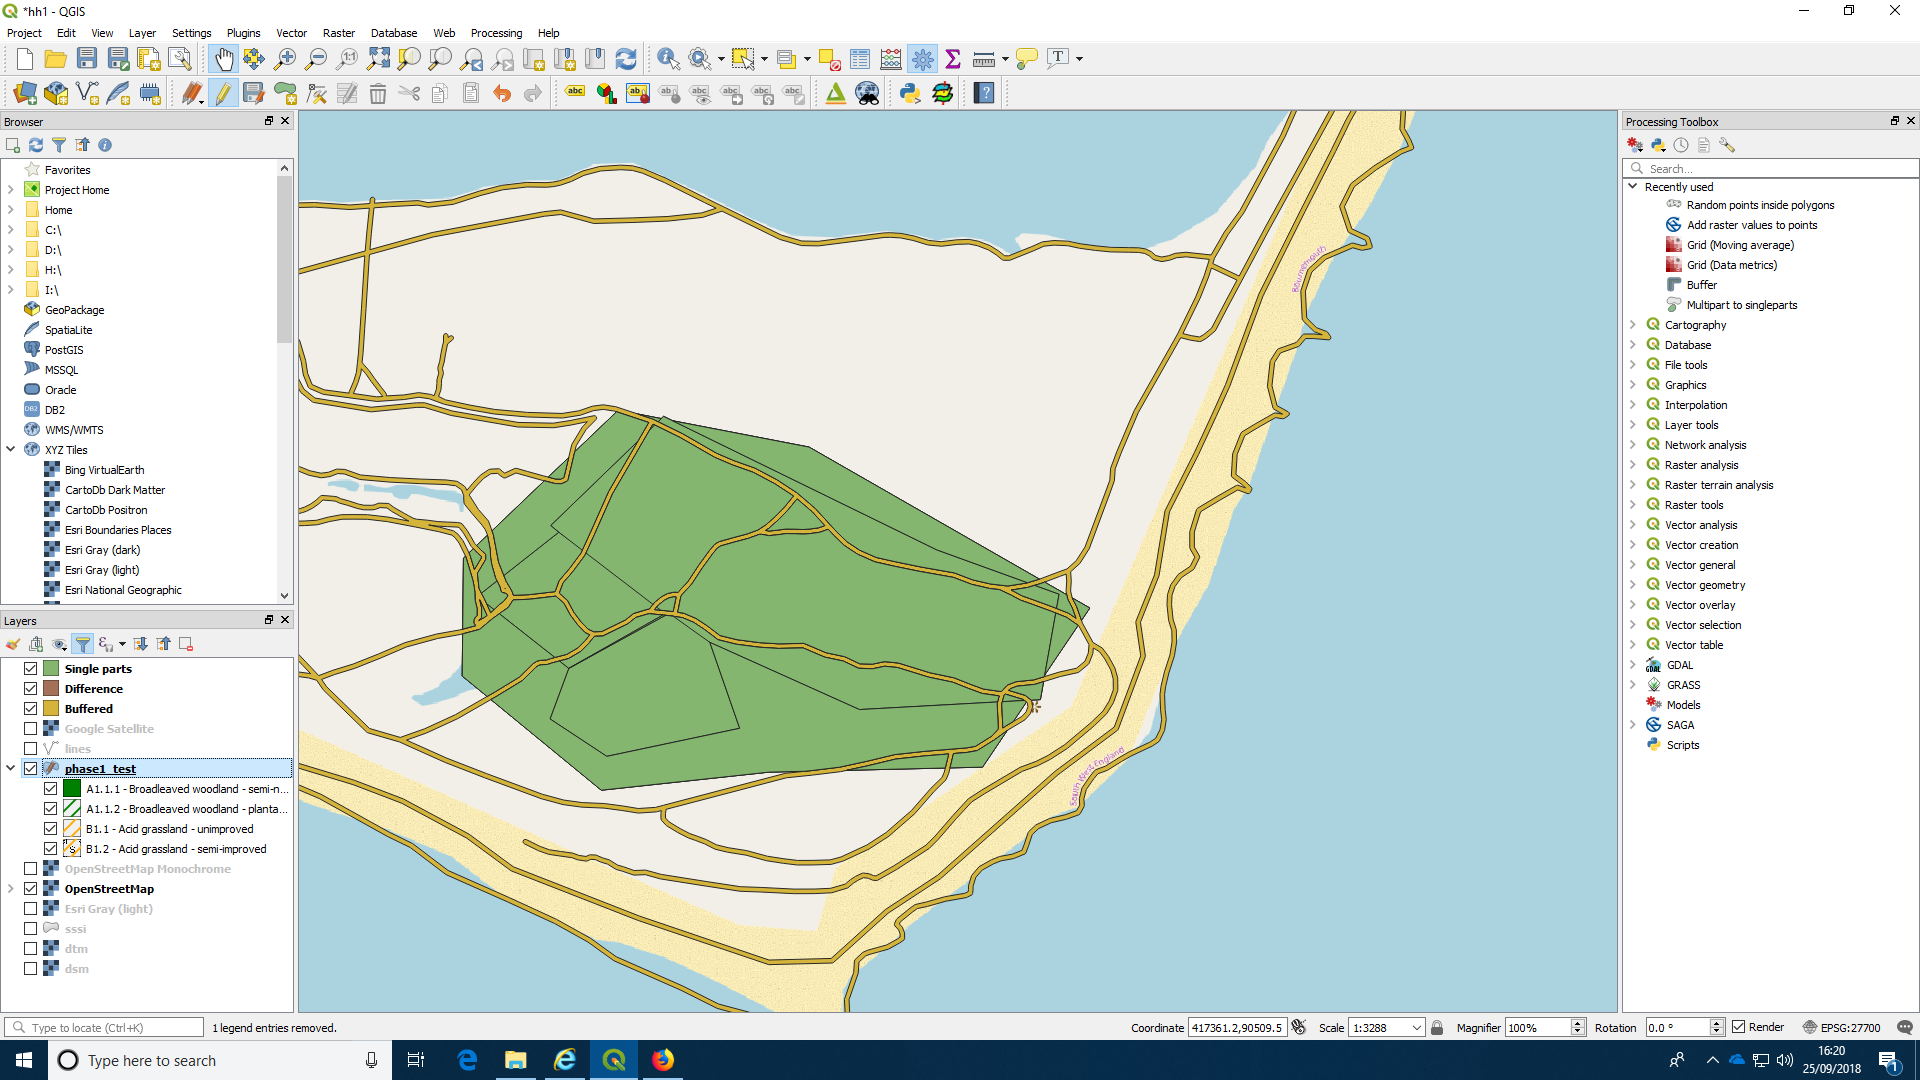 *hh1 - QGIS
Project Edit View Layer Settings Plugins Vector Raster Database Web Processing Help
Browser
Favorites
Project Home
Home
C:\
D:\
H:\
I:\
GeoPackage
SpatiaLite
PostGIS
MSSQL
Oracle
DB2
WMS/WMTS
XYZ Tiles
Bing VirtualEarth
CartoDb Dark Matter
CartoDb Positron
Esri Boundaries Places
Esri Gray (dark)
Esri Gray (light)
Esri National Geographic
Layers
Single parts
Difference
Buffered
Google Satellite
lines
phase1_test
A1.1.1 - Broadleaved woodland - semi-n...
A1.1.2 - Broadleaved woodland - planta...
B1.1 - Acid grassland - unimproved
B1.2 - Acid grassland - semi-improved
OpenStreetMap Monochrome
OpenStreetMap
Esri Gray (light)
sssi
dtm
dsm
Bournemouth
South West England
Processing Toolbox
Search...
Recently used
Random points inside polygons
Add raster values to points
Grid (Moving average)
Grid (Data metrics)
Buffer
Multipart to singleparts
Cartography
Database
File tools
Graphics
Interpolation
Layer tools
Network analysis
Raster analysis
Raster terrain analysis
Raster tools
Vector analysis
Vector creation
Vector general
Vector geometry
Vector overlay
Vector selection
Vector table
GDAL
GRASS
Models
SAGA
Scripts
Type to locate (Ctrl+K) 1 legend entries removed. Coordinate 417361.2,90509.5 Scale 1:3288 Magnifier 100% Rotation 0.0 ° Render EPSG:27700
Type here to search
16:20
25/09/2018
1